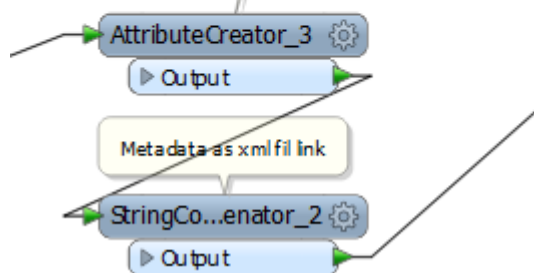 AttributeCreator_3
Output
Metadata as xml fil link
StringCo...enator_2
Output